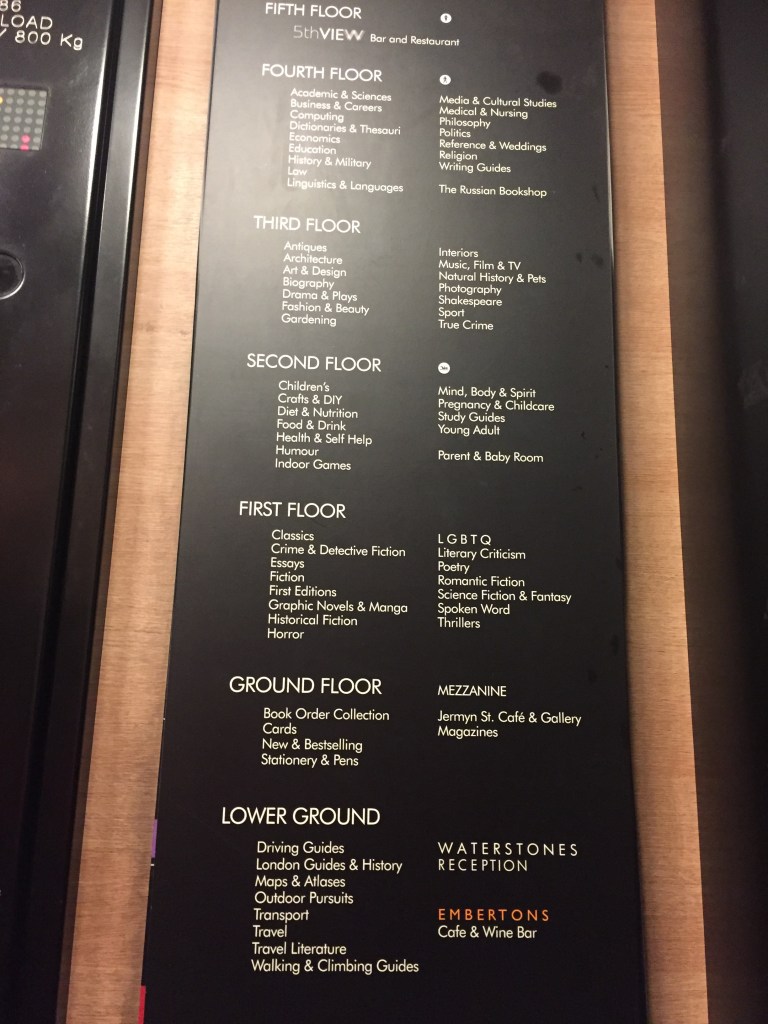 86
LOAD
/ 800 Kg
FIFTH FLOOR
5thVIEW Bar and Restaurant
FOURTH FLOOR
Academic & Sciences
Business & Careers
Computing
Dictionaries & Thesauri
Economics
Education
History & Military
Law
Linguistics & Languages
Media & Cultural Studies
Medical & Nursing
Philosophy
Politics
Reference & Weddings
Religion
Writing Guides
The Russian Bookshop
THIRD FLOOR
Antiques
Architecture
Art & Design
Biography
Drama & Plays
Fashion & Beauty
Gardening
Interiors
Music, Film & TV
Natural History & Pets
Photography
Shakespeare
Sport
True Crime
SECOND FLOOR
Children's
Crafts & DIY
Diet & Nutrition
Food & Drink
Health & Self Help
Humour
Indoor Games
Mind, Body & Spirit
Pregnancy & Childcare
Study Guides
Young Adult
Parent & Baby Room
FIRST FLOOR
Classics
Crime & Detective Fiction
Essays
Fiction
First Editions
Graphic Novels & Manga
Historical Fiction
Horror
LGBTQ
Literary Criticism
Poetry
Romantic Fiction
Science Fiction & Fantasy
Spoken Word
Thrillers
GROUND FLOOR
Book Order Collection
Cards
New & Bestselling
Stationery & Pens
MEZZANINE
Jermyn St. Café & Gallery
Magazines
LOWER GROUND
Driving Guides
London Guides & History
Maps & Atlases
Outdoor Pursuits
Transport
Travel
Travel Literature
Walking & Climbing Guides
WATERSTONES
RECEPTION
EMBERTONS
Cafe & Wine Bar